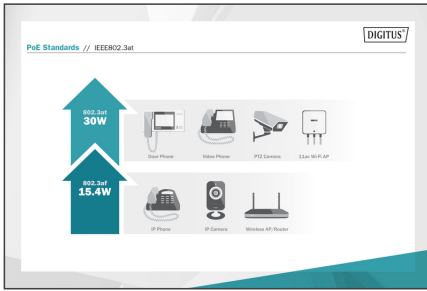 DIGITUS®
PoE Standards // IEEE802.3at
802.3at
30W
Door Phone Video Phone PTZ Camera 11ac Wi-Fi AP
802.3af
15.4W
IP Phone IP Camera Wireless AP/Router